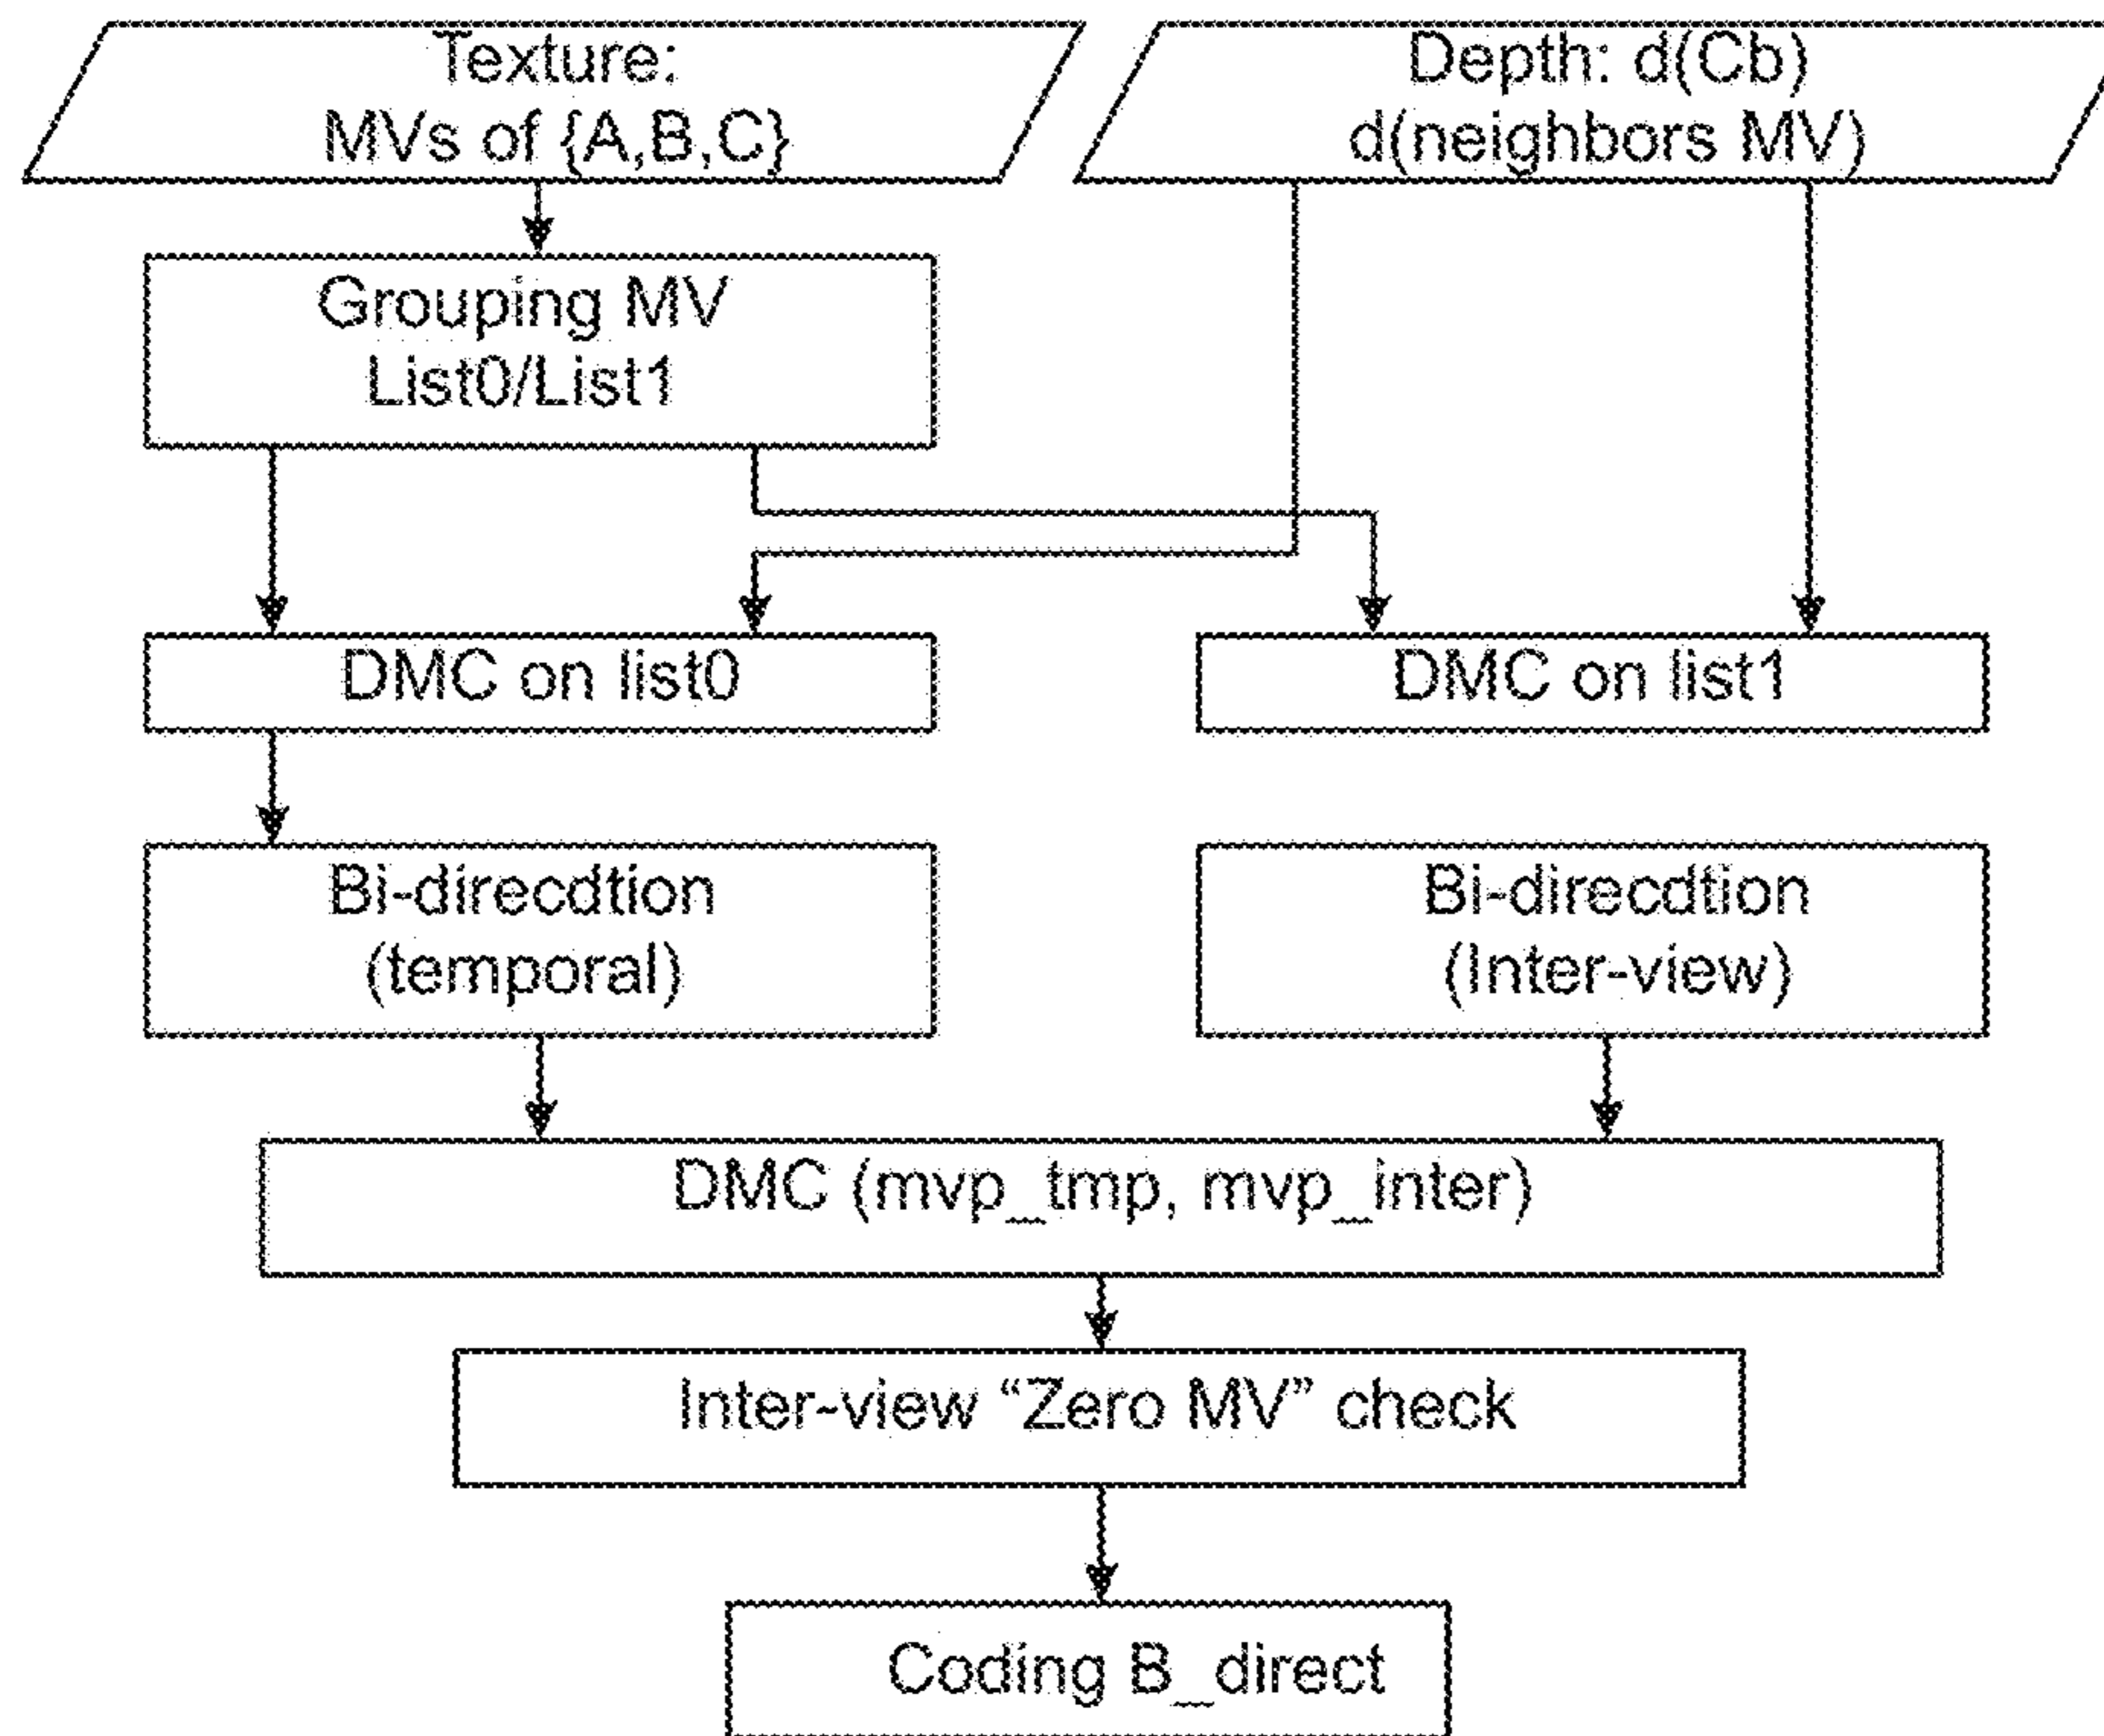 Texture:
MVs of {A,B,C}
Depth: d(Cb)
d(neighbors MV)
Grouping MV
List0/List1
DMC on list0
DMC on list1
Bi-direcdtion
(temporal)
Bi-direcdtion
(Inter-view)
DMC (mvp_tmp, mvp_inter)
Inter-view “Zero MV” check
Coding B_direct